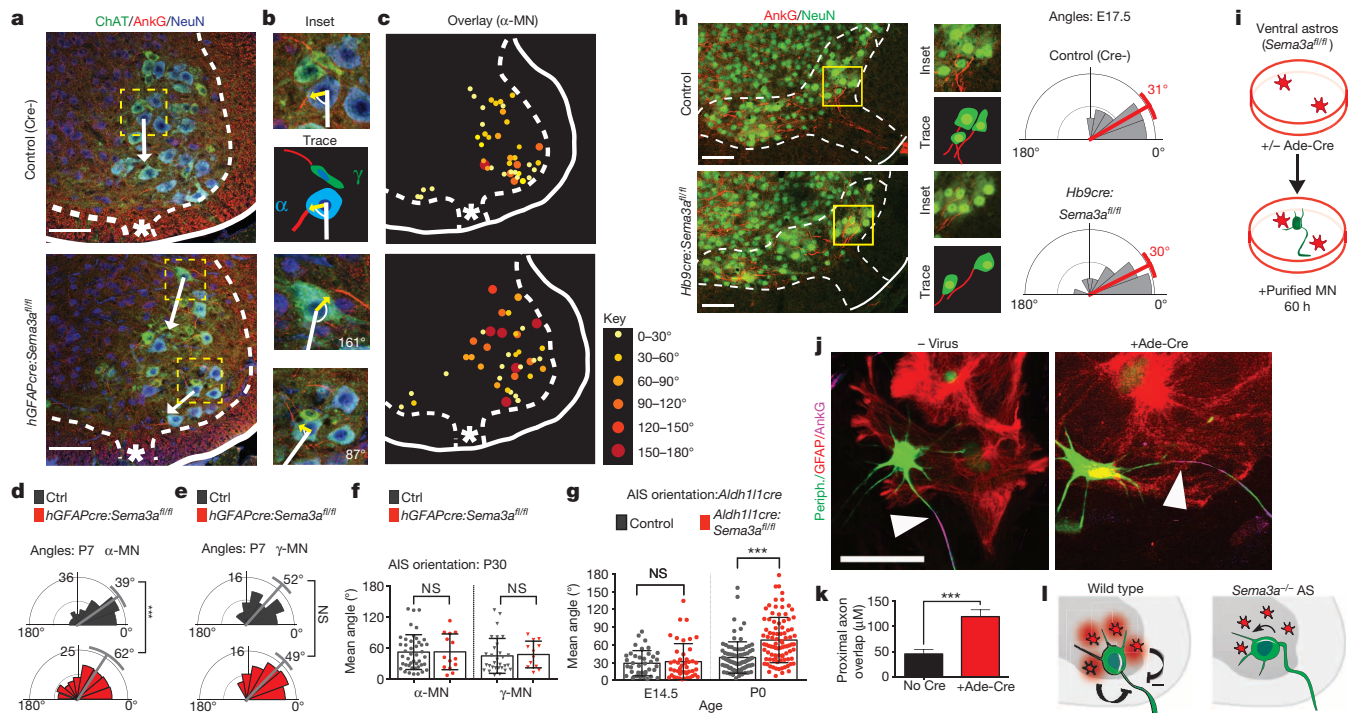 a
ChAT/AnkG/NeuN
Control (Cre-)
*
hGFAPcre:Sema3a^fl/fl
*
b
Inset
Trace
γ
α
161°
87°
c
Overlay (α-MN)
*
*
Key
0–30°
30–60°
60–90°
90–120°
120–150°
150–180°
d
Ctrl
hGFAPcre:Sema3a^fl/fl
Angles: P7 α-MN
36
39°
180°
0°
***
25
62°
180°
0°
e
Ctrl
hGFAPcre:Sema3a^fl/fl
Angles: P7 γ-MN
16
52°
180°
0°
NS
16
49°
180°
0°
f
Ctrl
hGFAPcre:Sema3a^fl/fl
AIS orientation: P30
Mean angle (°)
180
120
60
0
NS
NS
α-MN
γ-MN
g
AIS orientation:Aldh1l1cre
Control
Aldh1l1cre:
Sema3a^fl/fl
Mean angle (°)
180
150
120
90
60
30
0
NS
***
E14.5
P0
Age
h
AnkG/NeuN
Control
Hb9cre:Sema3a^fl/fl
Inset
Trace
Inset
Trace
Angles: E17.5
Control (Cre-)
31°
180°
0°
Hb9cre:
Sema3a^fl/fl
30°
180°
0°
i
Ventral astros
(Sema3a^fl/fl)
+/– Ade-Cre
+Purified MN
60 h
j
– Virus
+Ade-Cre
Periph./GFAP/AnkG
k
Proximal axon
overlap (μM)
150
100
50
0
***
No Cre
+Ade-Cre
l
Wild type
Sema3a^–/– AS